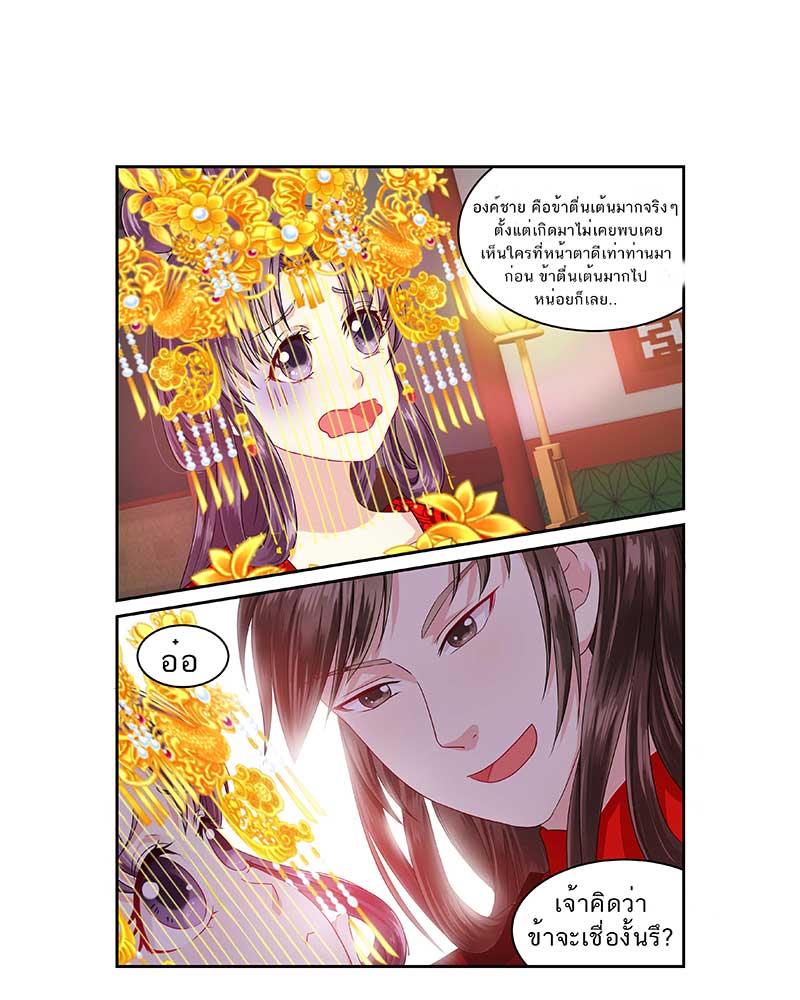 องค์ชาย คือข้าตื่นเต้นมากจริงๆ
ตั้งแต่เกิดมาไม่เคยพบเคย
เห็นใครที่หน้าตาดีเท่าท่านมา
ก่อน ข้าตื่นเต้นมากไป
หน่อยก็เลย..
อ๋อ
เจ้าคิดว่า
ข้าจะเชื่องั้นรึ?